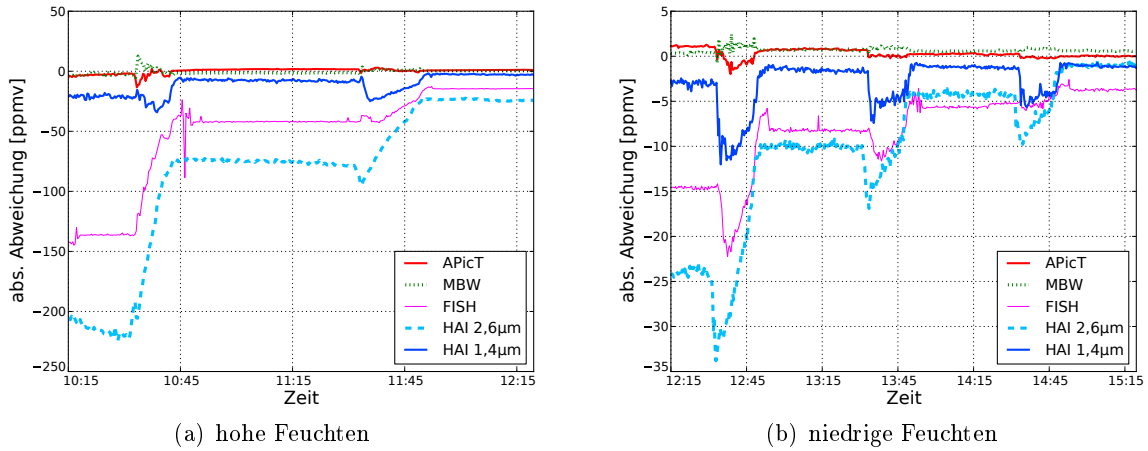 abs. Abweichung [ppmv]
50
0
−50
−100
−150
−200
−250
10:15
10:45
11:15
11:45
12:15
Zeit
APicT
MBW
FISH
HAI 2,6µm
HAI 1,4µm
(a) hohe Feuchten
abs. Abweichung [ppmv]
5
0
−5
−10
−15
−20
−25
−30
−35
12:15
12:45
13:15
13:45
14:15
14:45
15:15
Zeit
APicT
MBW
FISH
HAI 2,6µm
HAI 1,4µm
(b) niedrige Feuchten